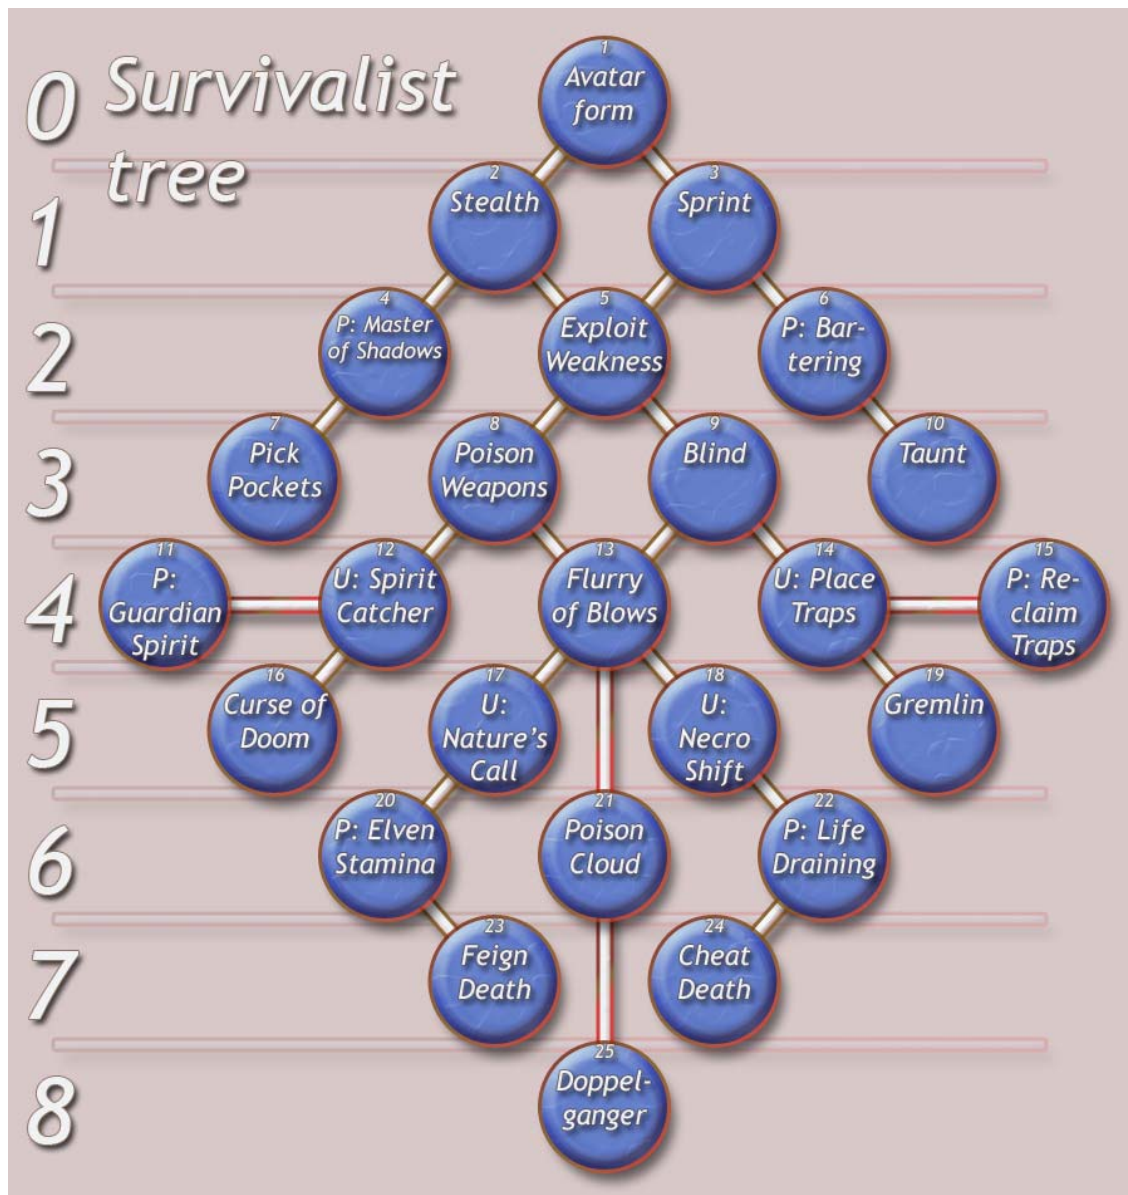 0
Survivalist
tree
1
Avatar
form
1
2
Stealth
3
Sprint
2
4
P: Master
of Shadows
5
Exploit
Weakness
6
P: Bar-
tering
3
7
Pick
Pockets
8
Poison
Weapons
9
Blind
10
Taunt
4
11
P:
Guardian
Spirit
12
U: Spirit
Catcher
13
Flurry
of Blows
14
U: Place
Traps
15
P: Re-
claim
Traps
5
16
Curse of
Doom
17
U:
Nature's
Call
18
U:
Necro
Shift
19
Gremlin
6
20
P: Elven
Stamina
21
Poison
Cloud
22
P: Life
Draining
7
23
Feign
Death
24
Cheat
Death
8
25
Doppel-
ganger